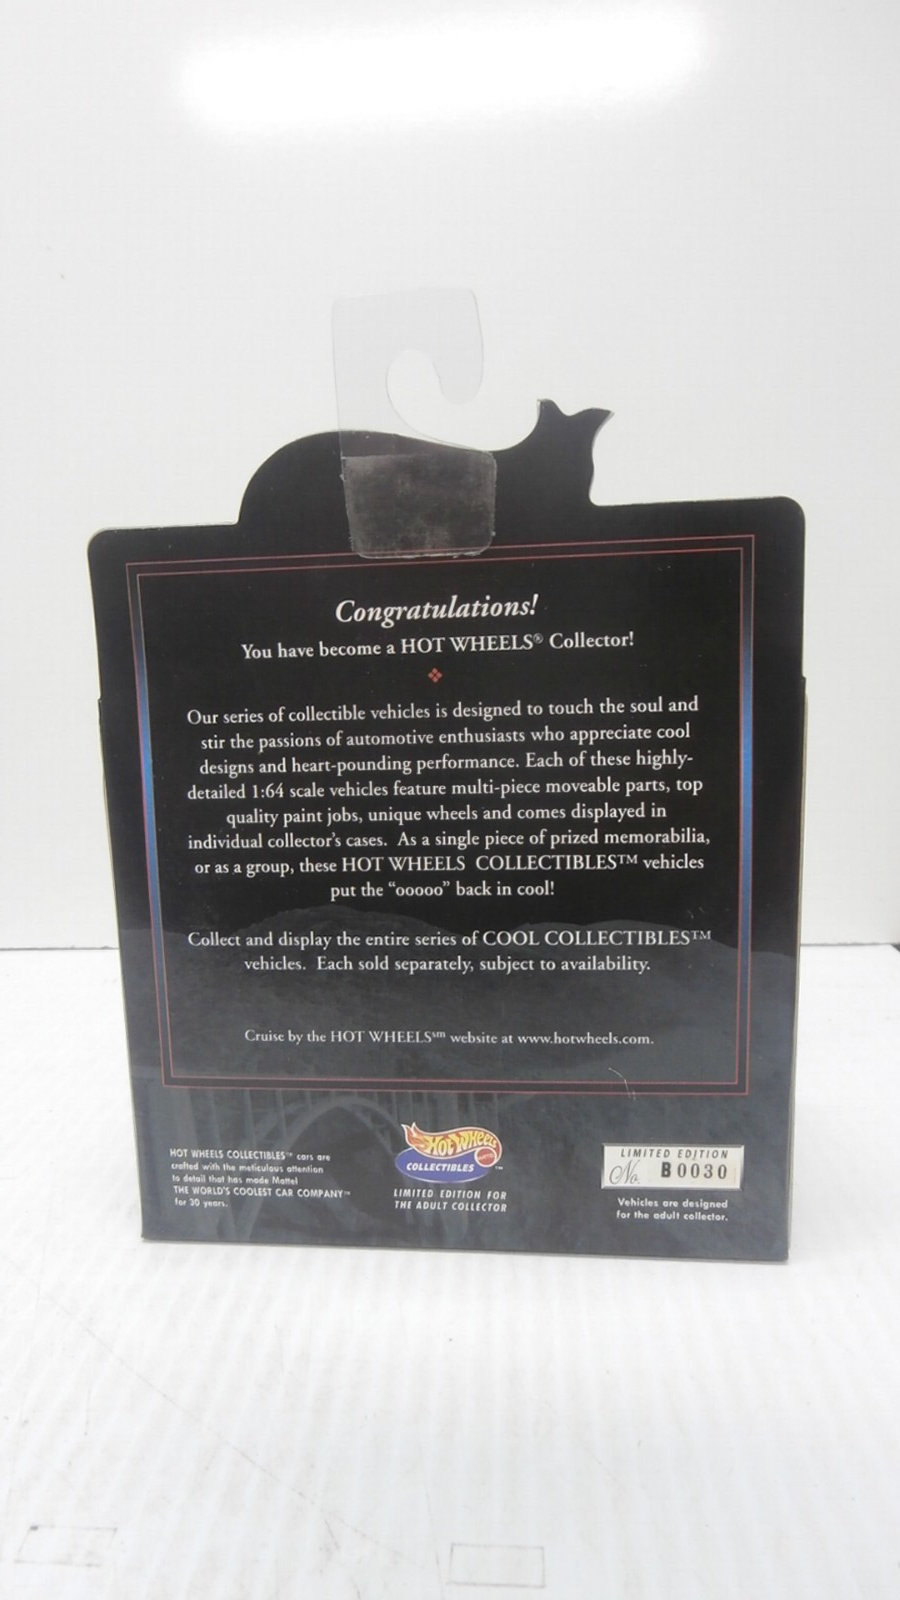 Congratulations!
You have become a HOT WHEELS® Collector!
Our series of collectible vehicles is designed to touch the soul and
stir the passions of automotive enthusiasts who appreciate cool
designs and heart-pounding performance. Each of these highly-
detailed 1:64 scale vehicles feature multi-piece moveable parts, top
quality paint jobs, unique wheels and comes displayed in
individual collector's cases. As a single piece of prized memorabilia,
or as a group, these HOT WHEELS COLLECTIBLES™ vehicles
put the “ooooo” back in cool!
Collect and display the entire series of COOL COLLECTIBLES™
vehicles. Each sold separately, subject to availability.
Cruise by the HOT WHEELS℠ website at www.hotwheels.com.
HOT WHEELS COLLECTIBLES™ cars are
crafted with the meticulous attention
to detail that has made Mattel
THE WORLD'S COOLEST CAR COMPANY™
for 30 years.
Hot Wheels
MATTEL
COLLECTIBLES™
LIMITED EDITION FOR
THE ADULT COLLECTOR
LIMITED EDITION
No. B0030
Vehicles are designed
for the adult collector.